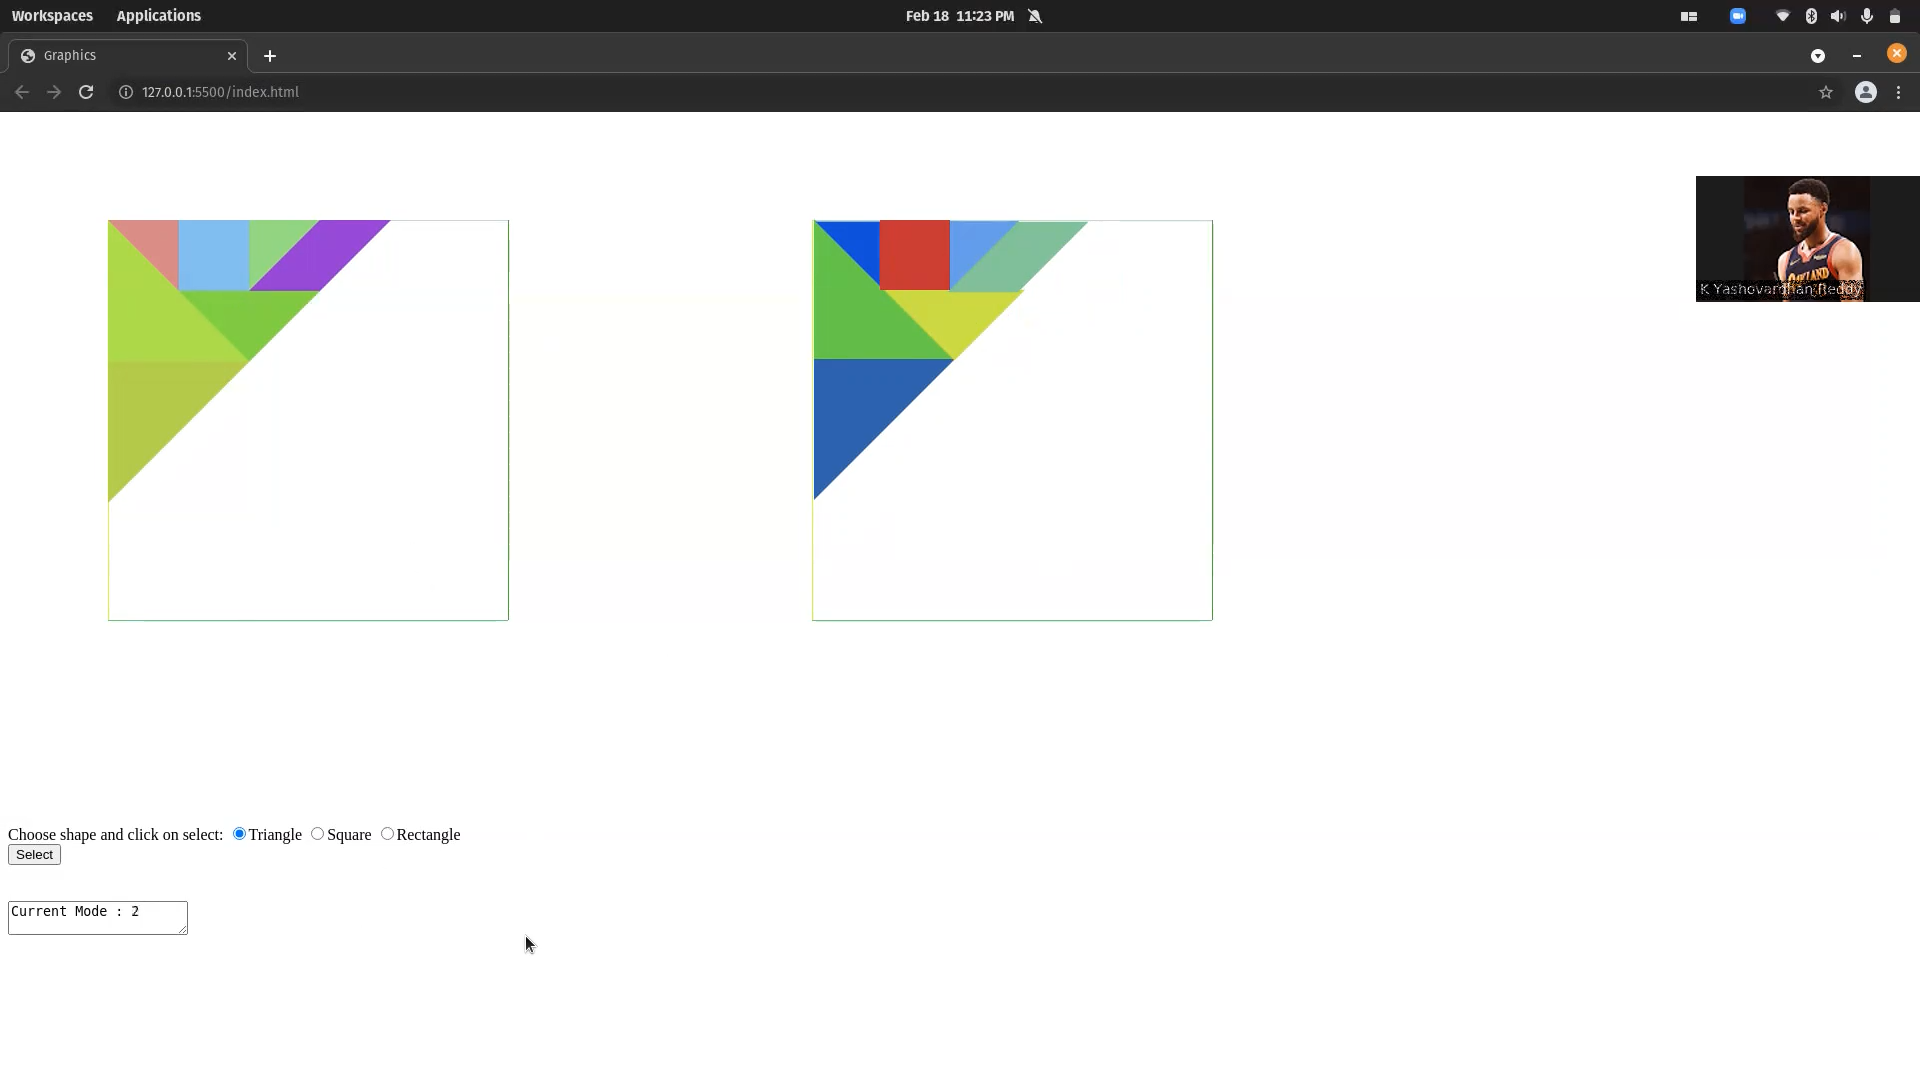 Workspaces Applications Feb 18 11:23 PM
Graphics
127.0.0.1:5500/index.html
OAKLAND
K Yashovardhan Reddy
Choose shape and click on select: Triangle Square Rectangle
Select
Current Mode : 2